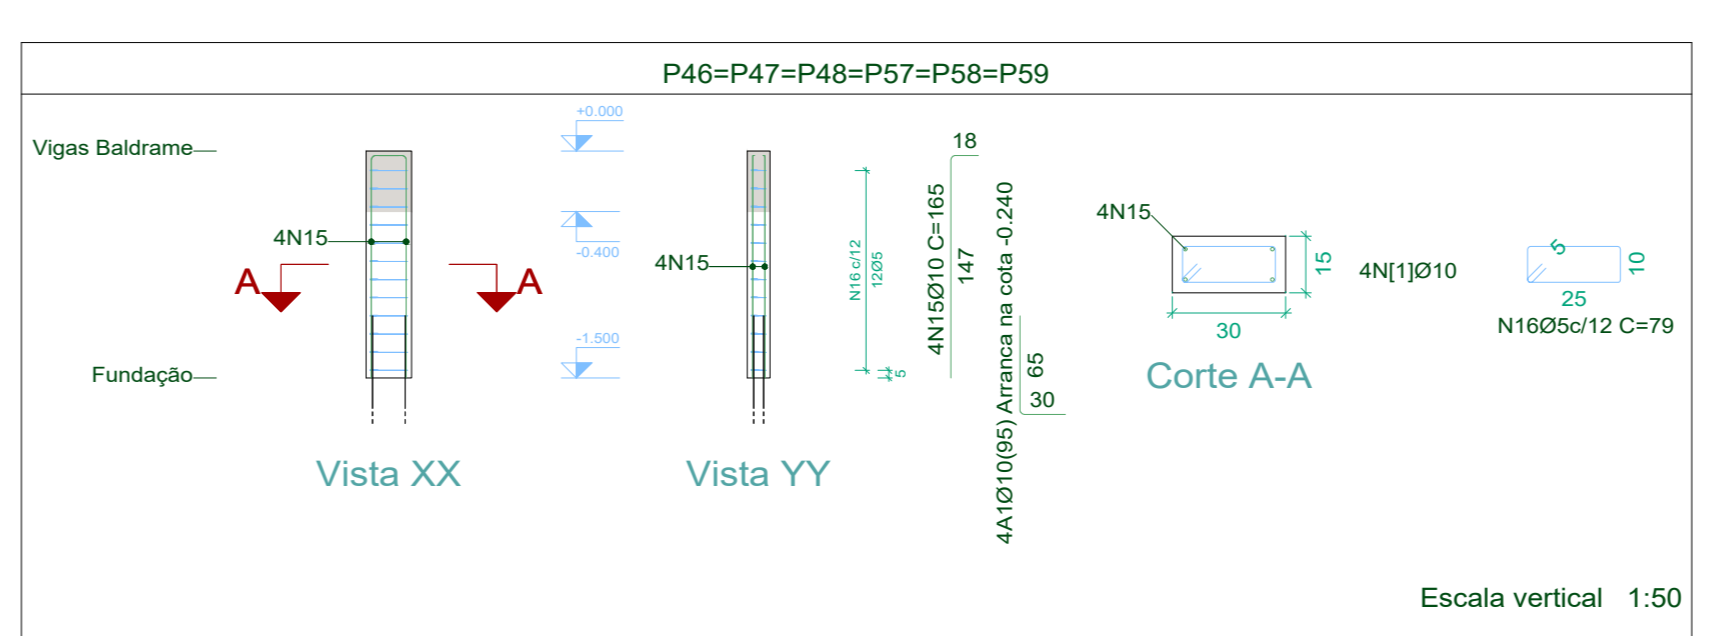 P46=P47=P48=P57=P58=P59
Vigas Baldrame
Fundação
4N15
A
A
Vista XX
+0.000
-0.400
-1.500
4N15
Vista YY
N16 c/12
12Ø5
5
18
4N15Ø10 C=165
147
4A1Ø10(95) Arranca na cota -0.240
65
30
4N15
15
30
4N[1]Ø10
Corte A-A
5
10
25
N16Ø5c/12 C=79
Escala vertical 1:50